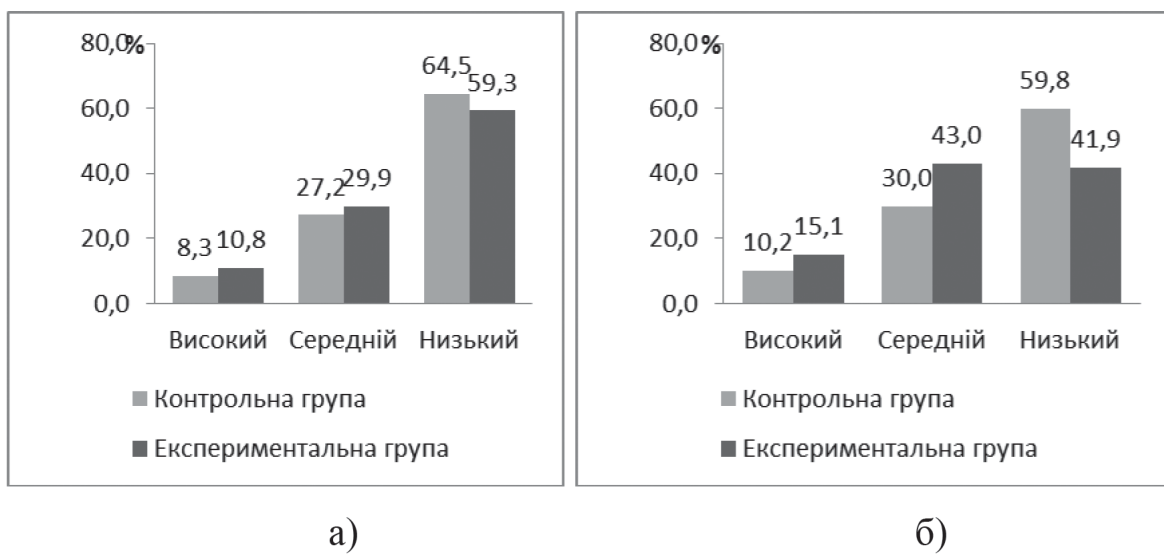 80,0
%
60,0
40,0
20,0
0,0
8,3
10,8
27,2
29,9
64,5
59,3
Високий
Середній
Низький
Контрольна група
Експериментальна група
а)
80,0
%
60,0
40,0
20,0
0,0
10,2
15,1
30,0
43,0
59,8
41,9
Високий
Середній
Низький
Контрольна група
Експериментальна група
б)